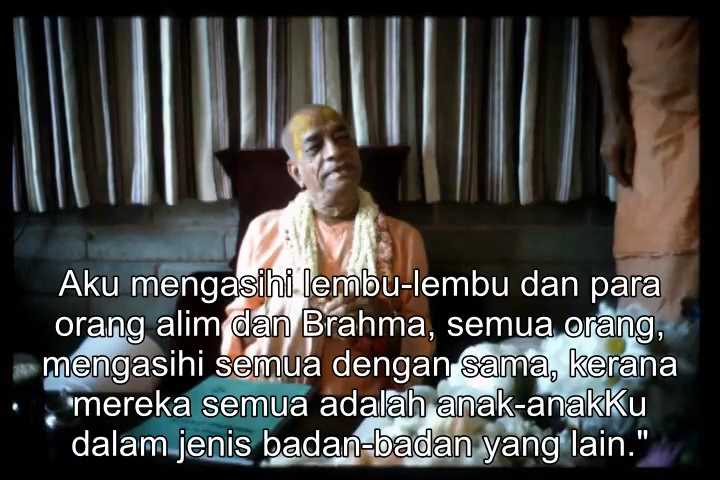 Aku mengasihi lembu-lembu dan para
orang alim dan Brahma, semua orang,
mengasihi semua dengan sama, kerana
mereka semua adalah anak-anakKu
dalam jenis badan-badan yang lain."